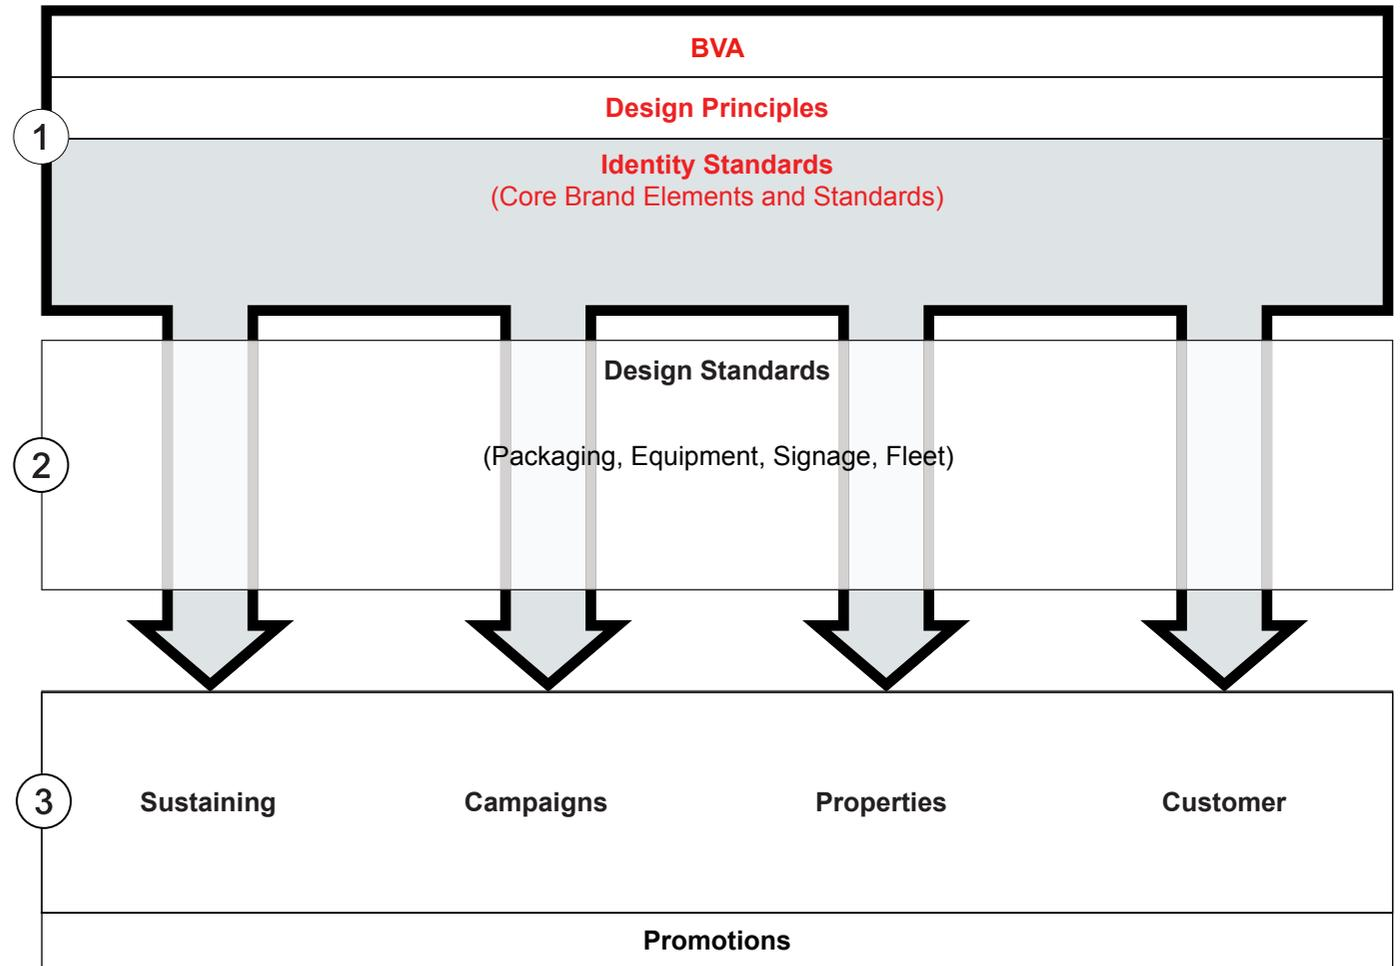 BVA
Design Principles
1
Identity Standards
(Core Brand Elements and Standards)
Design Standards
2
(Packaging, Equipment, Signage, Fleet)
3
Sustaining
Campaigns
Properties
Customer
Promotions